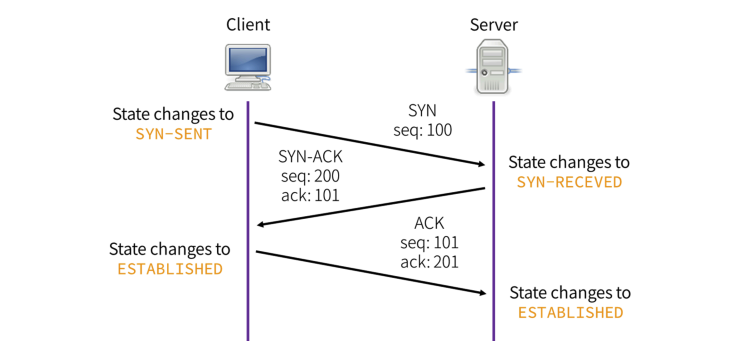 Client
Server
State changes to
SYN-SENT
SYN
seq: 100
SYN-ACK
seq: 200
ack: 101
State changes to
SYN-RECEVED
ACK
seq: 101
ack: 201
State changes to
ESTABLISHED
State changes to
ESTABLISHED